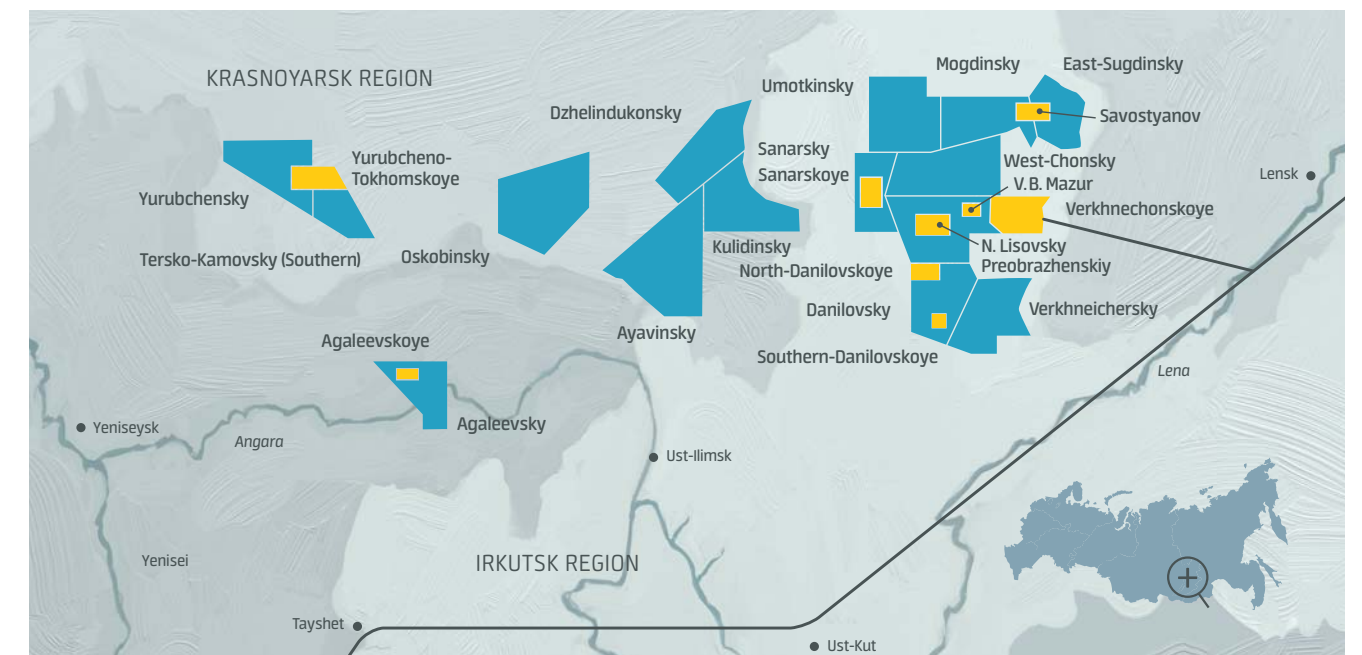 KRASNOYARSK REGION
Mogdinsky
East-Sugdinsky
Umotkinsky
Dzhelindukonsky
Savostyanov
Yurubcheno-
Tokhomskoye
Sanarsky
Sanarskoye
West-Chonsky
V. B. Mazur
Lensk
Yurubchensky
Verkhnechonskoye
Tersko-Kamovsky (Southern)
Oskobinsky
Kulidinsky
N. Lisovsky
Preobrazhenskiy
North-Danilovskoye
Danilovsky
Verkhneichersky
Ayavinsky
Agaleevskoye
Southern-Danilovskoye
Lena
Yeniseysk
Angara
Agaleevsky
Ust-Ilimsk
Yenisei
IRKUTSK REGION
Tayshet
Ust-Kut